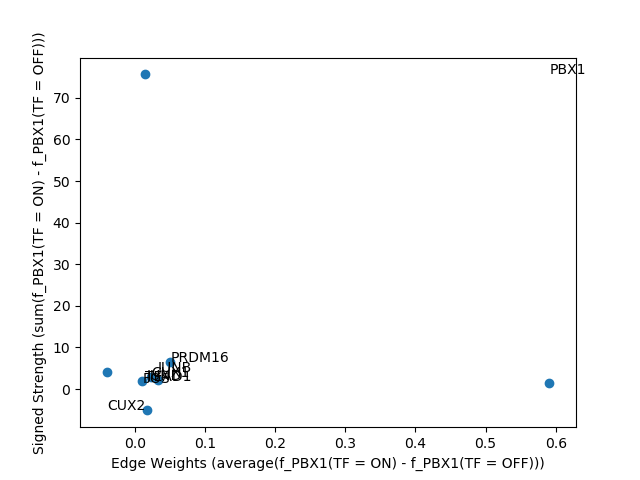 PBX1
70
60
50
40
30
20
10
0
PRDM16
JUNB
CUX2
0.0 0.1 0.2 0.3 0.4 0.5 0.6
Edge Weights (average(f_PBX1(TF = ON) - f_PBX1(TF = OFF)))
Signed Strength (sum(f_PBX1(TF = ON) - f_PBX1(TF = OFF)))